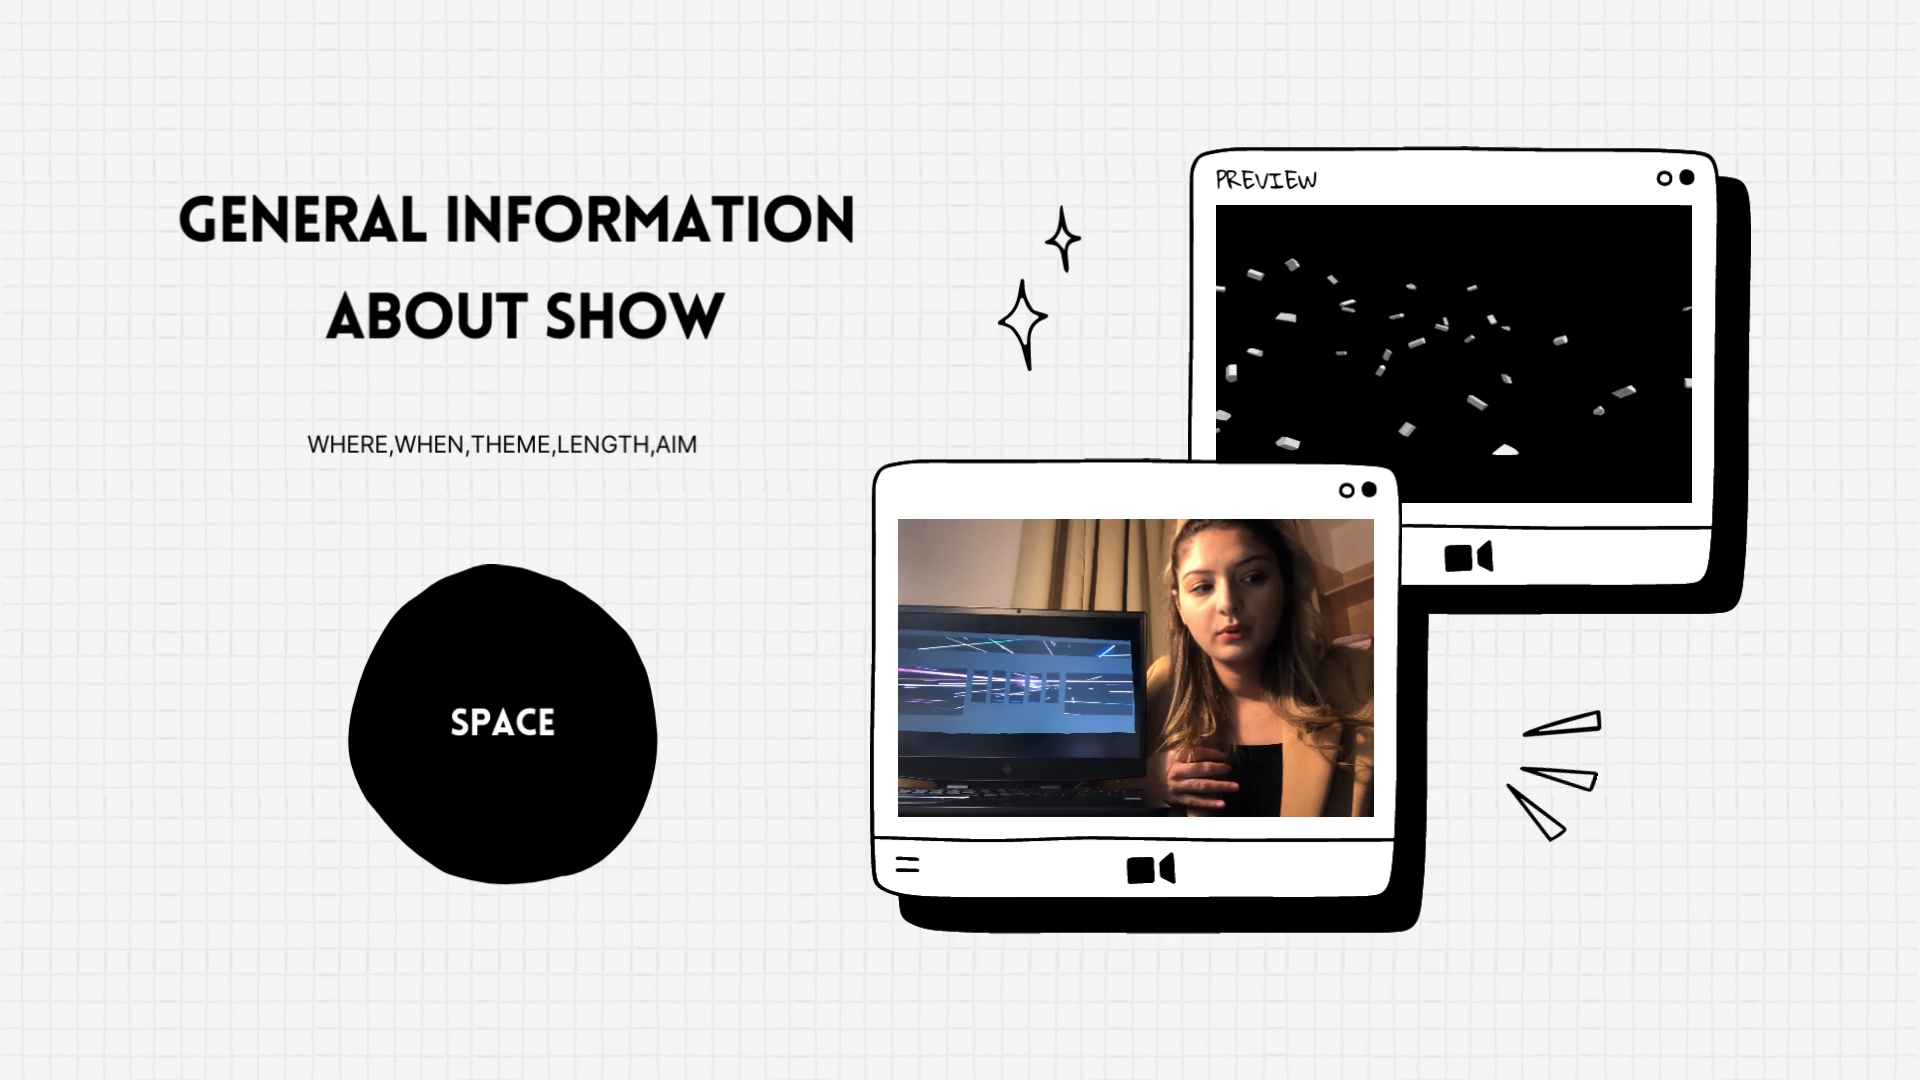 GENERAL INFORMATION
ABOUT SHOW
WHERE,WHEN,THEME,LENGTH,AIM
SPACE
PREVIEW